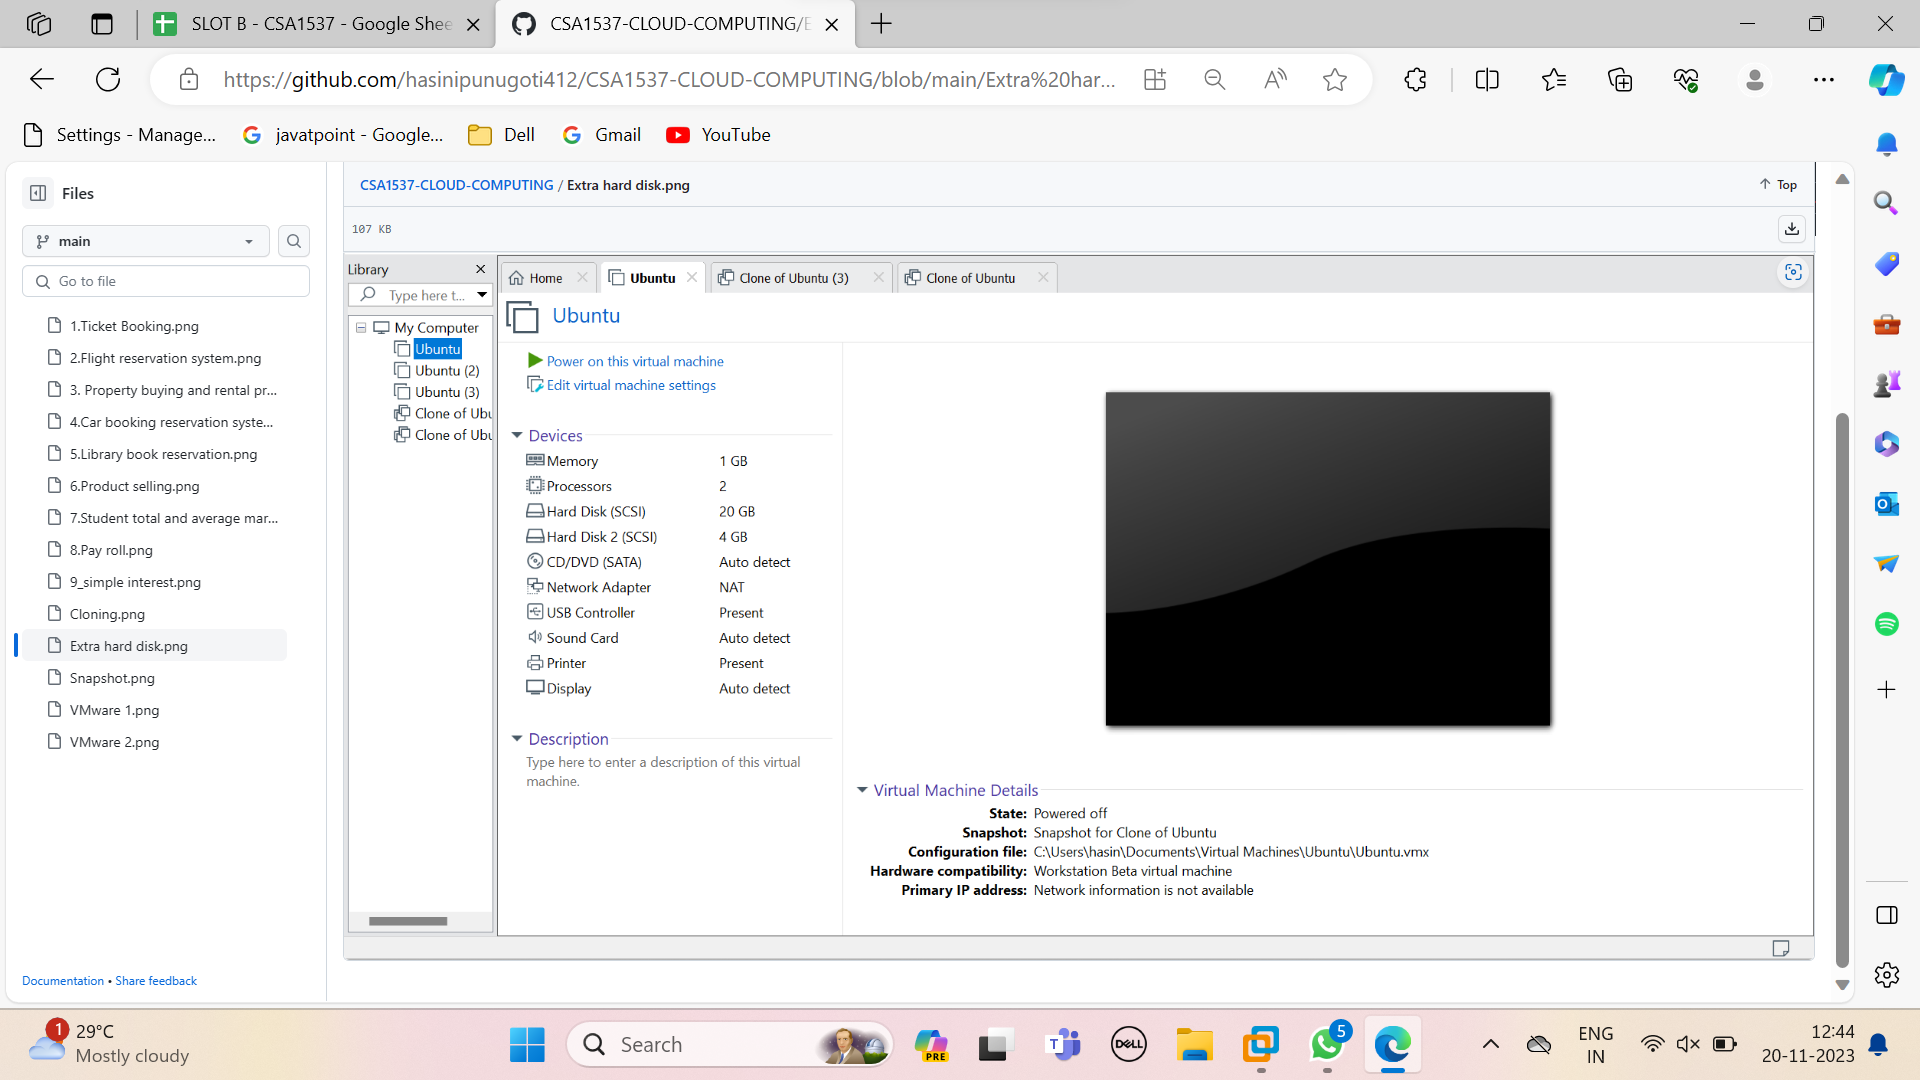 SLOT B - CSA1537 - Google Shee
CSA1537-CLOUD-COMPUTING/E
https://github.com/hasinipunugoti412/CSA1537-CLOUD-COMPUTING/blob/main/Extra%20har...
Settings - Manage...
javatpoint - Google...
Dell
Gmail
YouTube
Files
main
Go to file
1.Ticket Booking.png
2.Flight reservation system.png
3. Property buying and rental pr...
4.Car booking reservation syste...
5.Library book reservation.png
6.Product selling.png
7.Student total and average mar...
8.Pay roll.png
9_simple interest.png
Cloning.png
Extra hard disk.png
Snapshot.png
VMware 1.png
VMware 2.png
Documentation • Share feedback
CSA1537-CLOUD-COMPUTING / Extra hard disk.png
Top
107 KB
Library
Type here t...
My Computer
Ubuntu
Ubuntu (2)
Ubuntu (3)
Clone of Ubu
Clone of Ubu
Home
Ubuntu
Clone of Ubuntu (3)
Clone of Ubuntu
Ubuntu
Power on this virtual machine
Edit virtual machine settings
Devices
Memory 1 GB
Processors 2
Hard Disk (SCSI) 20 GB
Hard Disk 2 (SCSI) 4 GB
CD/DVD (SATA) Auto detect
Network Adapter NAT
USB Controller Present
Sound Card Auto detect
Printer Present
Display Auto detect
Description
Type here to enter a description of this virtual
machine.
Virtual Machine Details
State: Powered off
Snapshot: Snapshot for Clone of Ubuntu
Configuration file: C:\Users\hasin\Documents\Virtual Machines\Ubuntu\Ubuntu.vmx
Hardware compatibility: Workstation Beta virtual machine
Primary IP address: Network information is not available
1
29°C
Mostly cloudy
Search
PRE
T
DELL
5
ENG
IN
12:44
20-11-2023